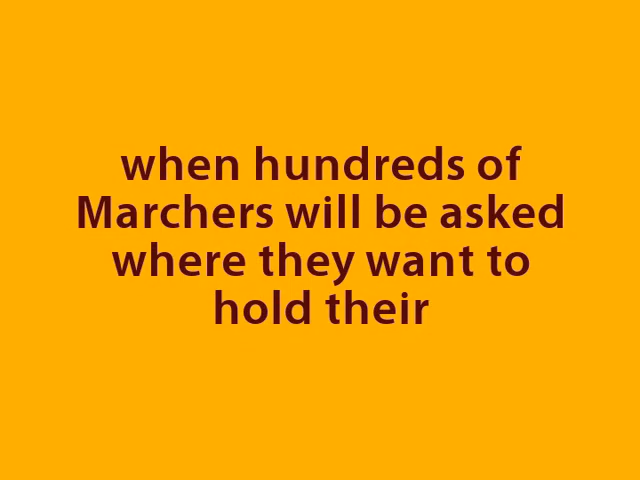 when hundreds of
Marchers will be asked
where they want to
hold their